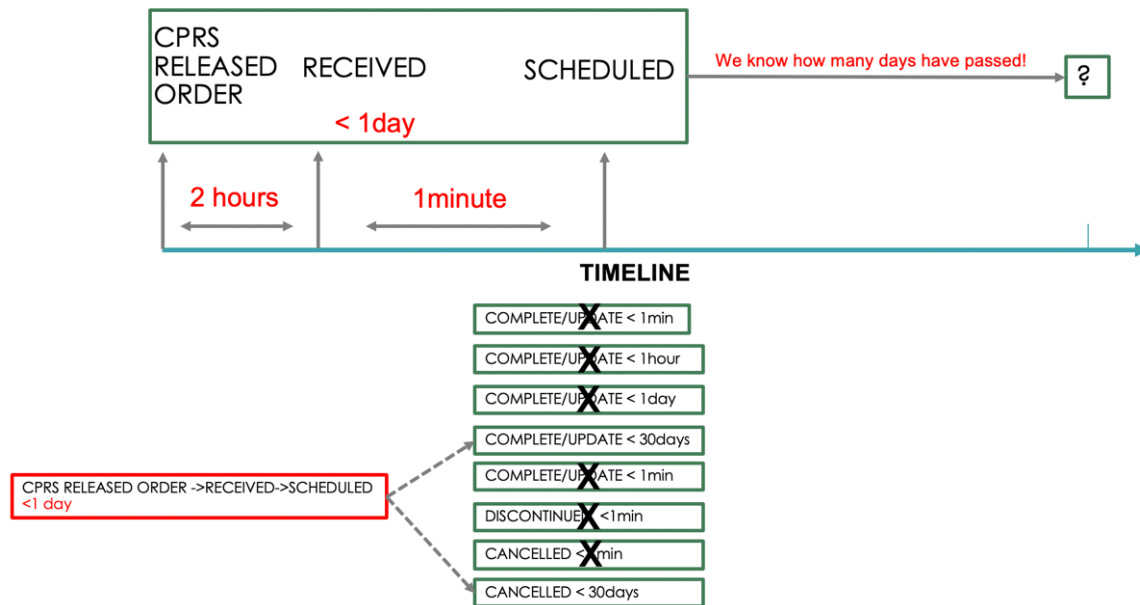 CPRS
RELEASED
ORDER
RECEIVED
SCHEDULED
< 1day
We know how many days have passed!
?
2 hours
1minute
TIMELINE
COMPLETE/UPDATE < 1min
COMPLETE/UPDATE < 1hour
COMPLETE/UPDATE < 1day
COMPLETE/UPDATE < 30days
COMPLETE/UPDATE < 1min
CPRS RELEASED ORDER ->RECEIVED->SCHEDULED
<1 day
DISCONTINUED <1min
CANCELLED < min
CANCELLED < 30days